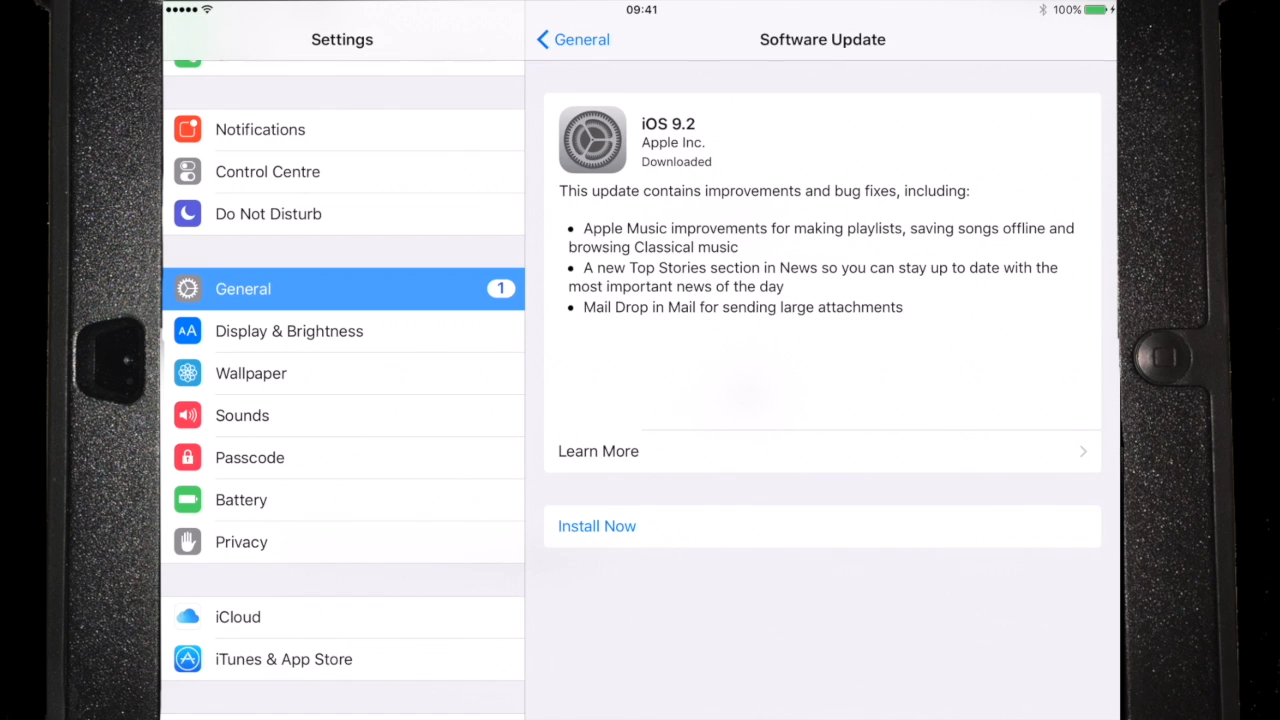 09:41
100%
Settings
General
Software Update
Notifications
Control Centre
Do Not Disturb
General
1
Display & Brightness
Wallpaper
Sounds
Passcode
Battery
Privacy
iCloud
iTunes & App Store
iOS 9.2
Apple Inc.
Downloaded
This update contains improvements and bug fixes, including:
• Apple Music improvements for making playlists, saving songs offline and
browsing Classical music
• A new Top Stories section in News so you can stay up to date with the
most important news of the day
• Mail Drop in Mail for sending large attachments
Learn More
Install Now